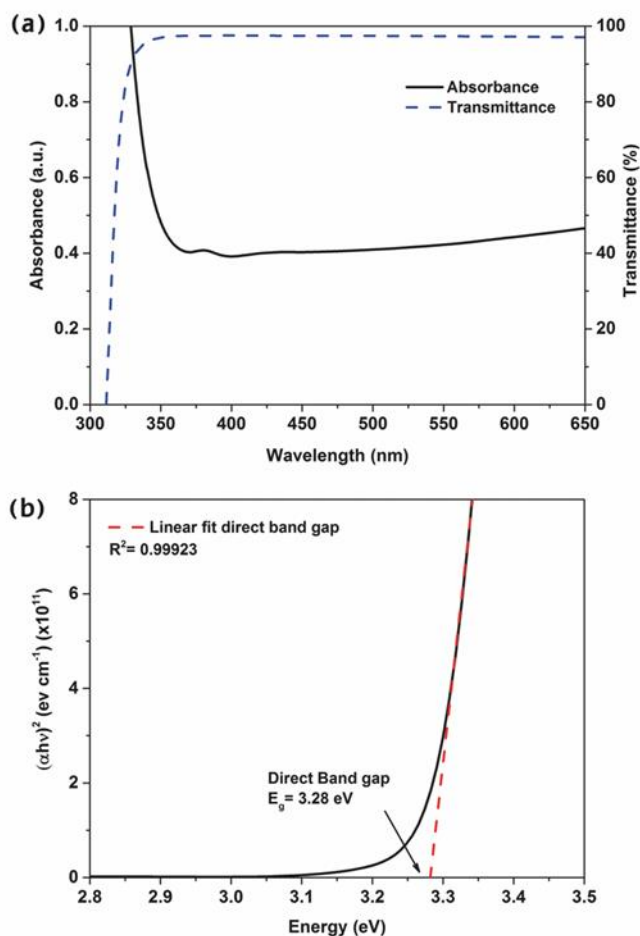 (a)
1.0
0.8
0.6
0.4
0.2
0.0
Absorbance (a.u.)
100
80
60
40
20
0
Transmittance (%)
Absorbance
Transmittance
300 350 400 450 500 550 600 650
Wavelength (nm)
(b)
8
6
4
2
0
(αhν)² (ev cm⁻¹) (x10¹¹)
Linear fit direct band gap
R²= 0.99923
Direct Band gap
E_g= 3.28 eV
2.8 2.9 3.0 3.1 3.2 3.3 3.4 3.5
Energy (eV)